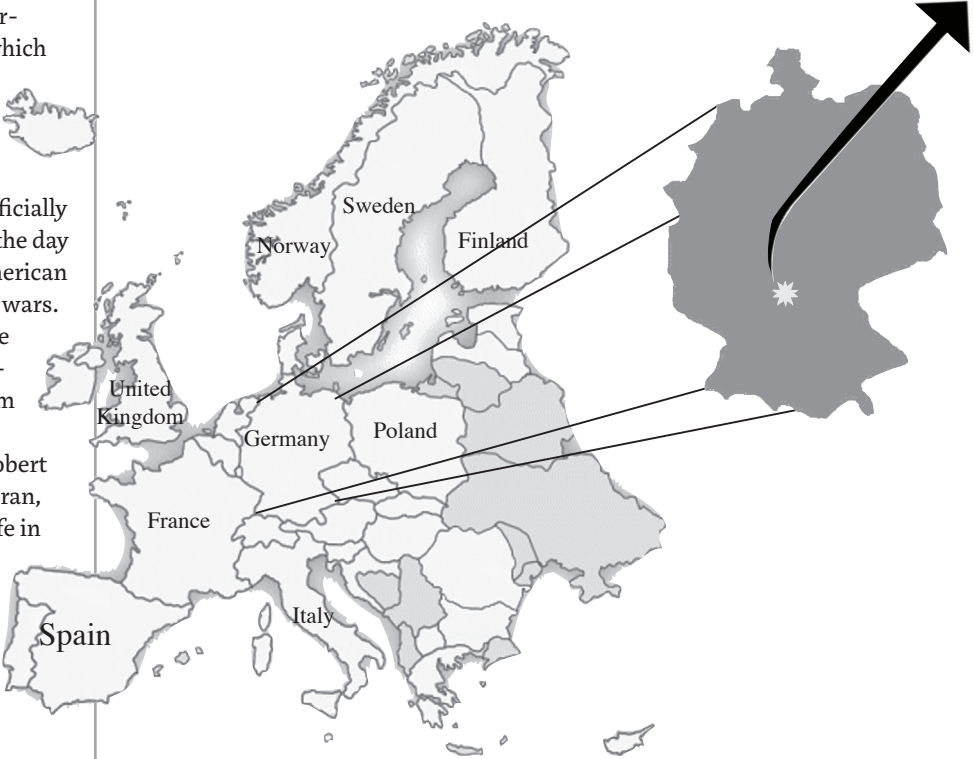 r-
hich
ficially
the day
erican
wars.
e
-
m
obert
ran,
fe in
Sweden
Norway
Finland
United
Kingdom
Germany
Poland
France
Italy
Spain